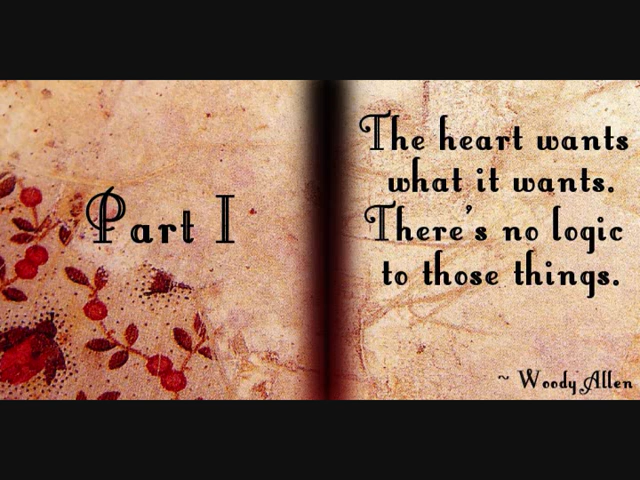 Part I
The heart wants
what it wants.
There's no logic
to those things.
~ Woody Allen